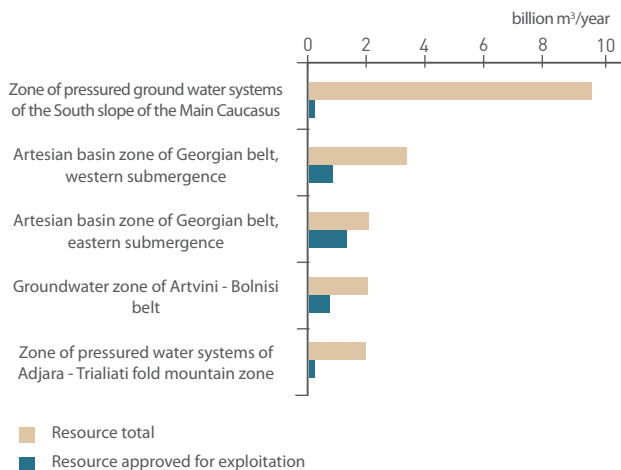 billion m³/year
0 2 4 6 8 10
Zone of pressured ground water systems
of the South slope of the Main Caucasus
Artesian basin zone of Georgian belt,
western submergence
Artesian basin zone of Georgian belt,
eastern submergence
Groundwater zone of Artvini - Bolnisi
belt
Zone of pressured water systems of
Adjara - Trialiati fold mountain zone
Resource total
Resource approved for exploitation